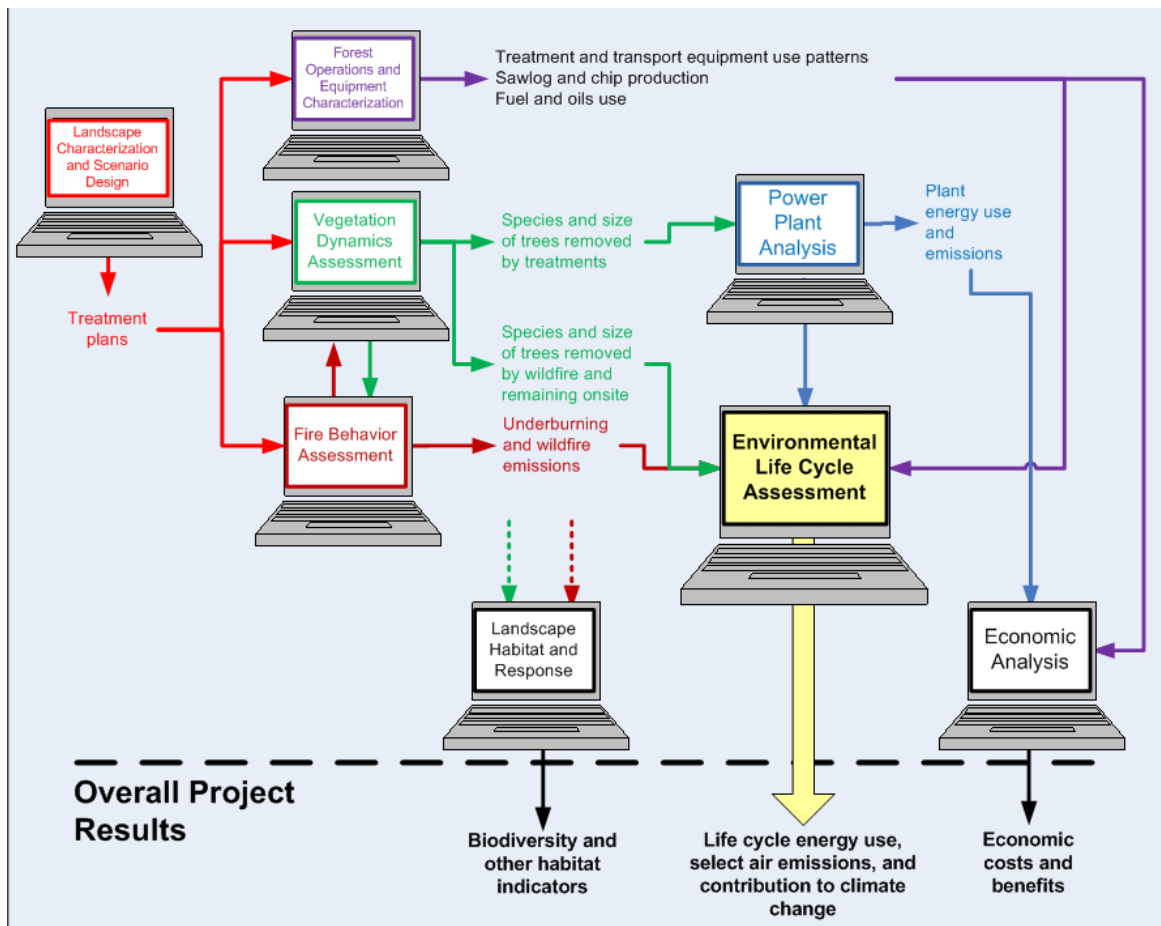 Forest
Operations and
Equipment
Characterization
Treatment and transport equipment use patterns
Sawlog and chip production
Fuel and oils use
Landscape
Characterization
and Scenario
Design
Vegetation
Dynamics
Assessment
Species and size
of trees removed
by treatments
Power
Plant
Analysis
Plant
energy use
and
emissions
Treatment
plans
Species and size
of trees removed
by wildfire and
remaining onsite
Fire Behavior
Assessment
Underburning
and wildfire
emissions
Environmental
Life Cycle
Assessment
Landscape
Habitat and
Response
Economic
Analysis
Overall Project
Results
Biodiversity and
other habitat
indicators
Life cycle energy use,
select air emissions, and
contribution to climate
change
Economic
costs and
benefits